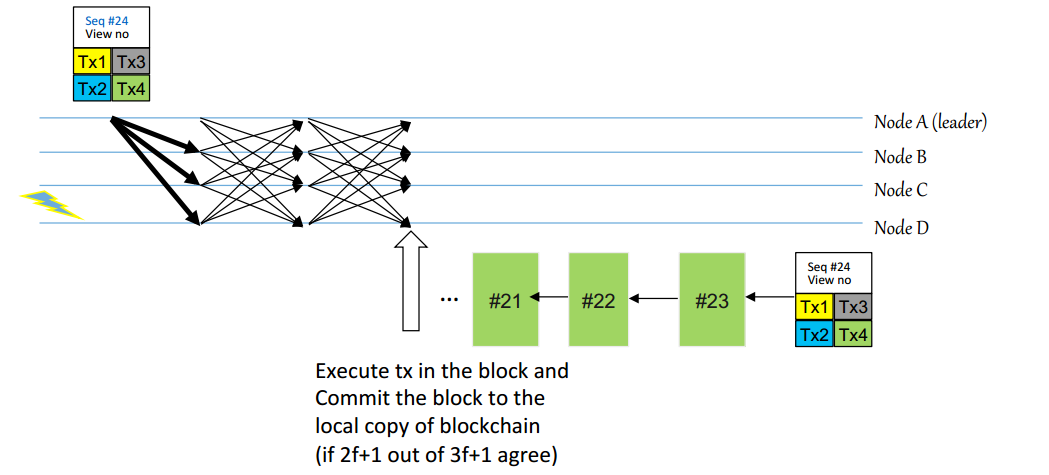 Seq #24
View no
Tx1 Tx3
Tx2 Tx4
Node A (leader)
Node B
Node C
Node D
... #21 #22 #23
Seq #24
View no
Tx1 Tx3
Tx2 Tx4
Execute tx in the block and
Commit the block to the
local copy of blockchain
(if 2f+1 out of 3f+1 agree)